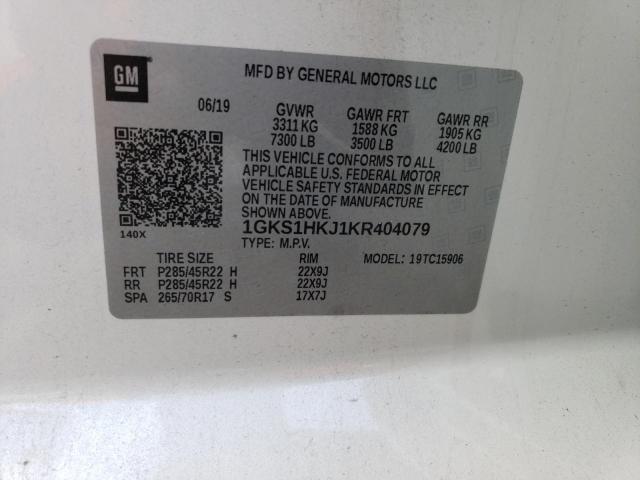 GM
MFD BY GENERAL MOTORS LLC
06/19 GVWR GAWR FRT GAWR RR
3311 KG 1588 KG 1905 KG
7300 LB 3500 LB 4200 LB
THIS VEHICLE CONFORMS TO ALL
APPLICABLE U.S. FEDERAL MOTOR
VEHICLE SAFETY STANDARDS IN EFFECT
ON THE DATE OF MANUFACTURE
SHOWN ABOVE.
140X 1GKS1HKJ1KR404079
TYPE: M.P.V. MODEL: 19TC15906
TIRE SIZE RIM
FRT P285/45R22 H 22X9J
RR P285/45R22 H 22X9J
SPA 265/70R17 S 17X7J